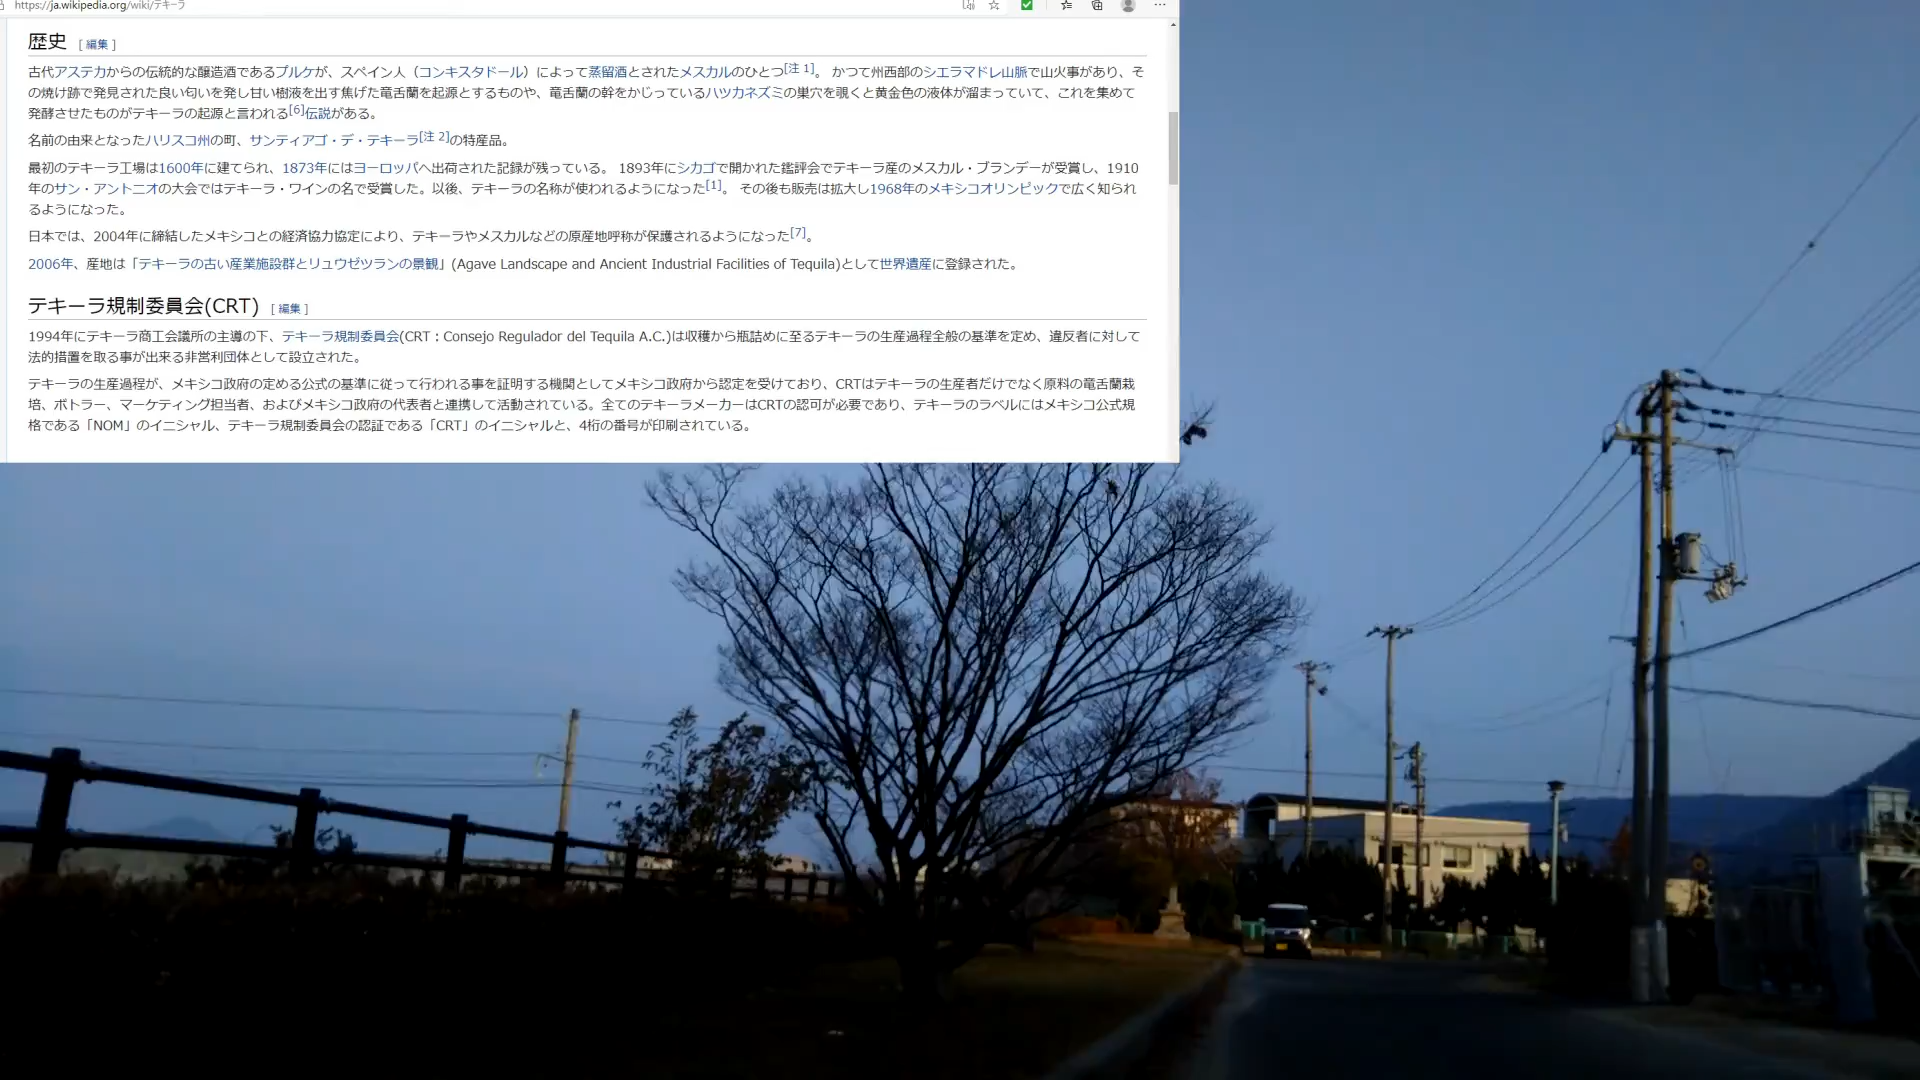 https://ja.wikipedia.org/wiki/テキーラ
歴史 [ 編集 ]
古代アステカからの伝統的な醸造酒であるプルケが、スペイン人（コンキスタドール）によって蒸留酒とされたメスカルのひとつ[注 1]。 かつて州西部のシエラマドレ山脈で山火事があり、そ
の焼け跡で発見された良い匂いを発し甘い樹液を出す焦げた竜舌蘭を起源とするものや、竜舌蘭の幹をかじっているハツカネズミの巣穴を覗くと黄金色の液体が溜まっていて、これを集めて
発酵させたものがテキーラの起源と言われる[6]伝説がある。
名前の由来となったハリスコ州の町、サンティアゴ・デ・テキーラ[注 2]の特産品。
最初のテキーラ工場は1600年に建てられ、1873年にはヨーロッパへ出荷された記録が残っている。 1893年にシカゴで開かれた鑑評会でテキーラ産のメスカル・ブランデーが受賞し、1910
年のサン・アントニオの大会ではテキーラ・ワインの名で受賞した。以後、テキーラの名称が使われるようになった[1]。 その後も販売は拡大し1968年のメキシコオリンピックで広く知られ
るようになった。
日本では、2004年に締結したメキシコとの経済協力協定により、テキーラやメスカルなどの原産地呼称が保護されるようになった[7]。
2006年、産地は「テキーラの古い産業施設群とリュウゼツランの景観」(Agave Landscape and Ancient Industrial Facilities of Tequila)として世界遺産に登録された。
テキーラ規制委員会(CRT) [ 編集 ]
1994年にテキーラ商工会議所の主導の下、テキーラ規制委員会(CRT：Consejo Regulador del Tequila A.C.)は収穫から瓶詰めに至るテキーラの生産過程全般の基準を定め、違反者に対して
法的措置を取る事が出来る非営利団体として設立された。
テキーラの生産過程が、メキシコ政府の定める公式の基準に従って行われる事を証明する機関としてメキシコ政府から認定を受けており、CRTはテキーラの生産者だけでなく原料の竜舌蘭栽
培、ボトラー、マーケティング担当者、およびメキシコ政府の代表者と連携して活動されている。全てのテキーラメーカーはCRTの認可が必要であり、テキーラのラベルにはメキシコ公式規
格である「NOM」のイニシャル、テキーラ規制委員会の認証である「CRT」のイニシャルと、4桁の番号が印刷されている。